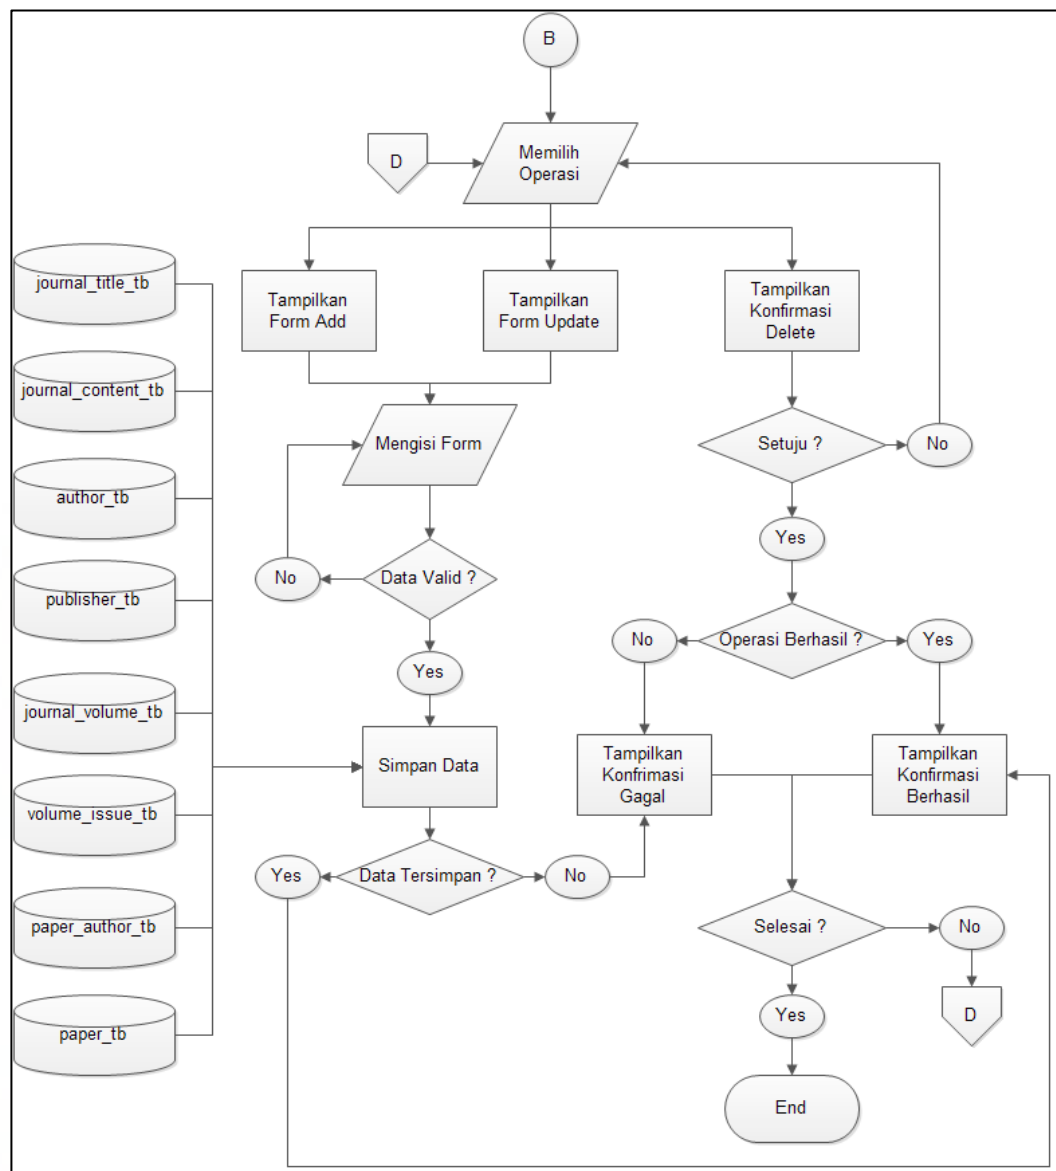 B
D
Memilih
Operasi
journal_title_tb
Tampilkan
Form Add
Tampilkan
Form Update
Tampilkan
Konfirmasi
Delete
journal_content_tb
Mengisi Form
Setuju ?
No
author_tb
Yes
No
Data Valid ?
publisher_tb
No
Operasi Berhasil ?
Yes
Yes
journal_volume_tb
Simpan Data
Tampilkan
Konfrimasi
Gagal
Tampilkan
Konfirmasi
Berhasil
volume_issue_tb
Yes
Data Tersimpan ?
No
paper_author_tb
Selesai ?
No
paper_tb
Yes
D
End